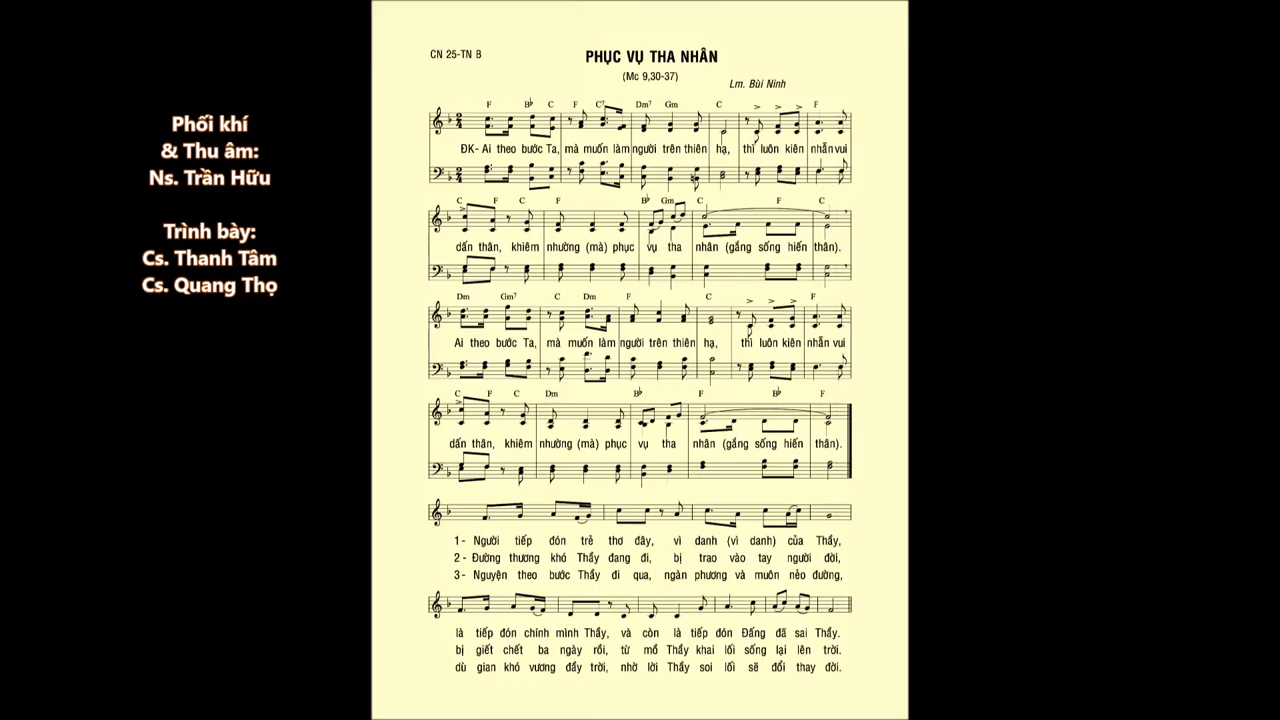 Phối khí
& Thu âm:
Ns. Trần Hữu
Trình bày:
Cs. Thanh Tâm
Cs. Quang Thọ
CN 25-TN B
PHỤC VỤ THA NHÂN
(Mc 9,30-37)
Lm. Bùi Ninh
F B♭ C F C7 Dm7 Gm C F
ĐK- Ai theo bước Ta, mà muốn làm người trên thiên hạ, thì luôn kiên nhẫn vui
C F C F B♭ Gm C F C
dấn thân, khiêm nhường (mà) phục vụ tha nhân (gắng sống hiến thân).
Dm Gm7 C Dm F C F
Ai theo bước Ta, mà muốn làm người trên thiên hạ, thì luôn kiên nhẫn vui
C F C Dm B♭ F B♭ F
dấn thân, khiêm nhường (mà) phục vụ tha nhân (gắng sống hiến thân).
1- Người tiếp đón trẻ thơ đây, vì danh (vì danh) của Thầy,
2- Đường thương khó Thầy đang đi, bị trao vào tay người đời,
3- Nguyện theo bước Thầy đi qua, ngàn phương và muôn nẻo đường,
là tiếp đón chính mình Thầy, và còn là tiếp đón Đấng đã sai Thầy.
bị giết chết ba ngày rồi, từ mồ Thầy khai lối sống lại lên trời.
dù gian khó vương đầy trời, nhờ lời Thầy soi lối sẽ đổi thay đời.